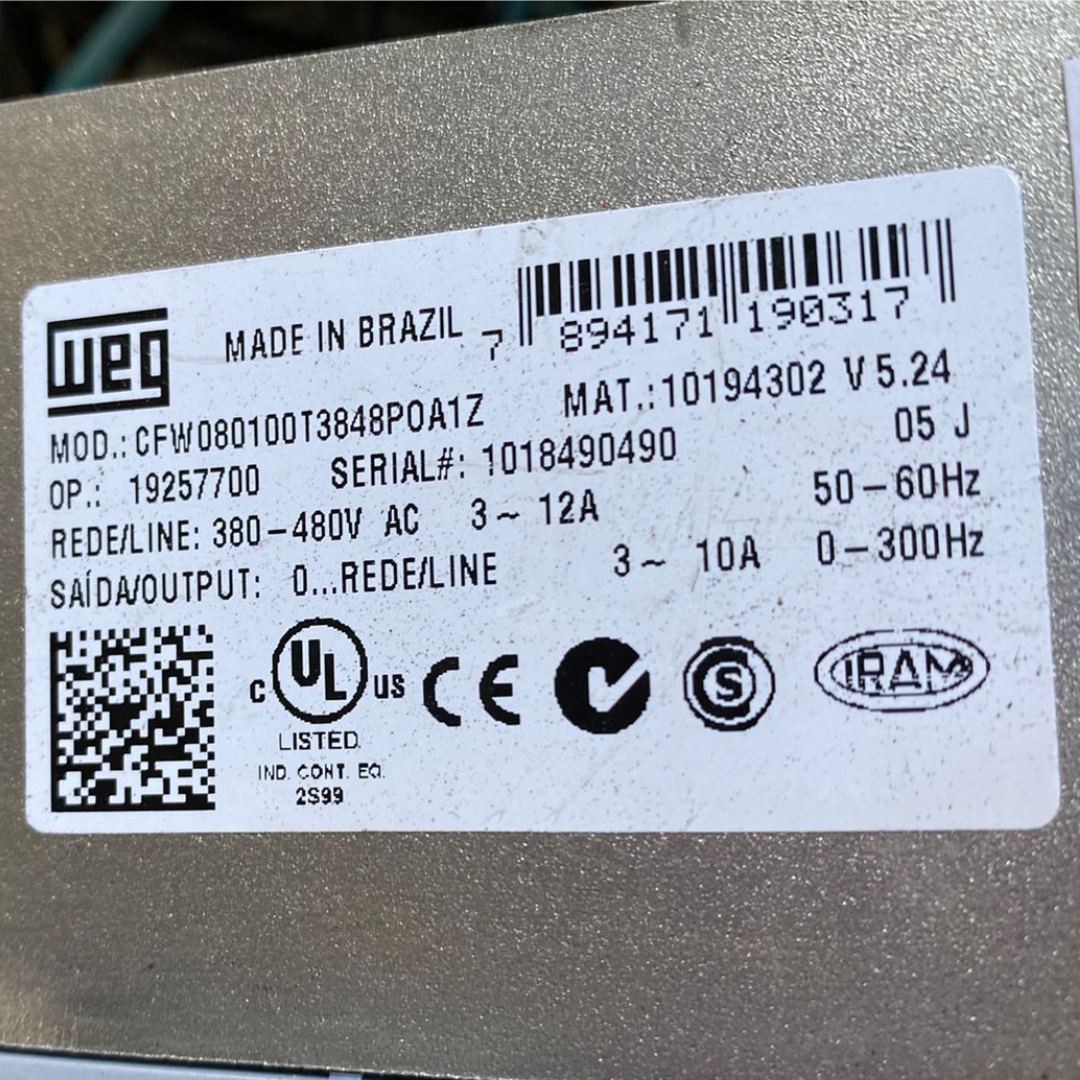 weg MADE IN BRAZIL 7 894171 190317
MOD.: CFW080100T3848POA1Z MAT.: 10194302 V 5.24
OP.: 19257700 SERIAL#: 1018490490 05 J
REDE/LINE: 380-480V AC 3~ 12A 50-60Hz
SAÍDA/OUTPUT: 0...REDE/LINE 3~ 10A 0-300Hz
C UL US CE S IRAM
LISTED
IND. CONT. EQ.
2S99